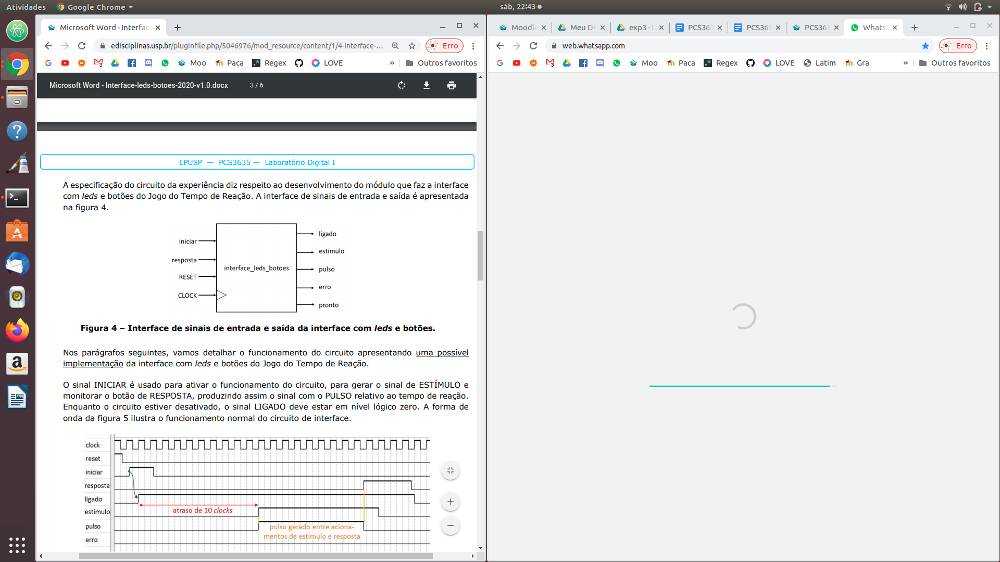 Atividades
Google Chrome
sáb, 22:43
Microsoft Word - Interfac
edisciplinas.usp.br/pluginfile.php/5046976/mod_resource/content/1/4-Interface-...
Erro
Moo
Paca
Regex
LOVE
»
Outros favoritos
Microsoft Word - Interface-leds-botoes-2020-v1.0.docx
3 / 6
EPUSP — PCS3635 — Laboratório Digital I
A especificação do circuito da experiência diz respeito ao desenvolvimento do módulo que faz a interface
com leds e botões do Jogo do Tempo de Reação. A interface de sinais de entrada e saída é apresentada
na figura 4.
iniciar
resposta
RESET
CLOCK
interface_leds_botoes
ligado
estimulo
pulso
erro
pronto
Figura 4 – Interface de sinais de entrada e saída da interface com leds e botões.
Nos parágrafos seguintes, vamos detalhar o funcionamento do circuito apresentando uma possível
implementação da interface com leds e botões do Jogo do Tempo de Reação.
O sinal INICIAR é usado para ativar o funcionamento do circuito, para gerar o sinal de ESTÍMULO e
monitorar o botão de RESPOSTA, produzindo assim o sinal com o PULSO relativo ao tempo de reação.
Enquanto o circuito estiver desativado, o sinal LIGADO deve estar em nível lógico zero. A forma de
onda da figura 5 ilustra o funcionamento normal do circuito de interface.
clock
reset
iniciar
resposta
ligado
estimulo
pulso
erro
atraso de 10 clocks
pulso gerado entre aciona-
mentos de estimulo e resposta
Moodle
Meu Dr
exp3 - L
PCS363
PCS363
PCS363
WhatsA
web.whatsapp.com
Erro
Moo
Paca
Regex
LOVE
Latim
Gra
»
Outros favoritos